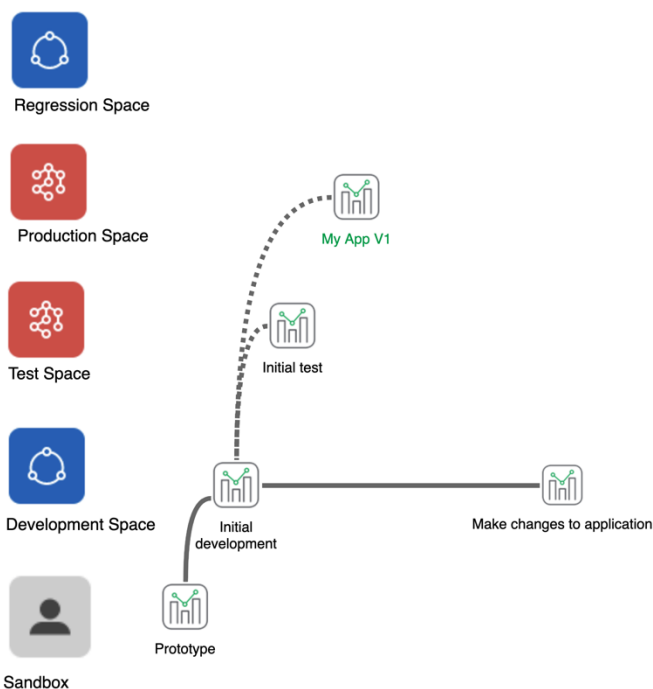 Regression Space
Production Space
My App V1
Initial test
Test Space
Development Space
Initial
development
Make changes to application
Prototype
Sandbox